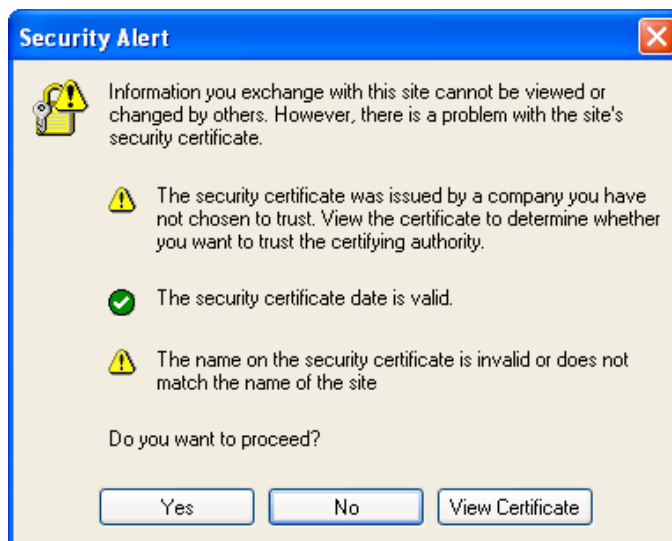 Security Alert
Information you exchange with this site cannot be viewed or
changed by others. However, there is a problem with the site's
security certificate.
The security certificate was issued by a company you have
not chosen to trust. View the certificate to determine whether
you want to trust the certifying authority.
The security certificate date is valid.
The name on the security certificate is invalid or does not
match the name of the site
Do you want to proceed?
Yes No View Certificate